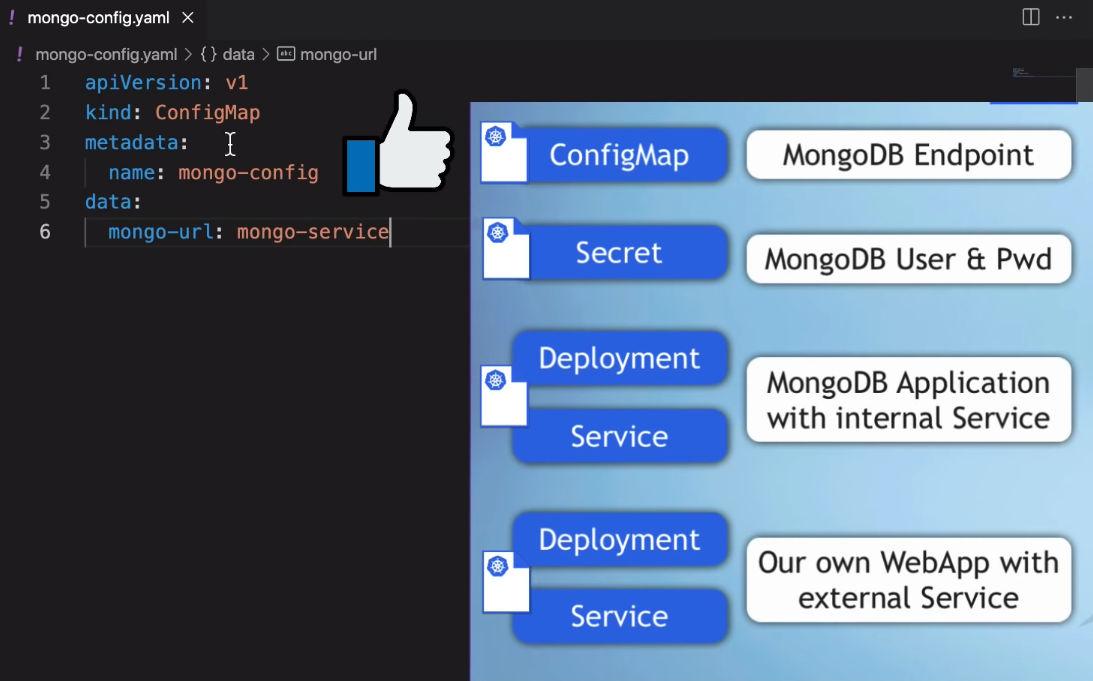 ! mongo-config.yaml ×
! mongo-config.yaml > {} data > abc mongo-url
1 apiVersion: v1
2 kind: ConfigMap
3 metadata:
4 name: mongo-config
5 data:
6 mongo-url: mongo-service
ConfigMap
MongoDB Endpoint
Secret
MongoDB User & Pwd
Deployment
Service
MongoDB Application
with internal Service
Deployment
Service
Our own WebApp with
external Service